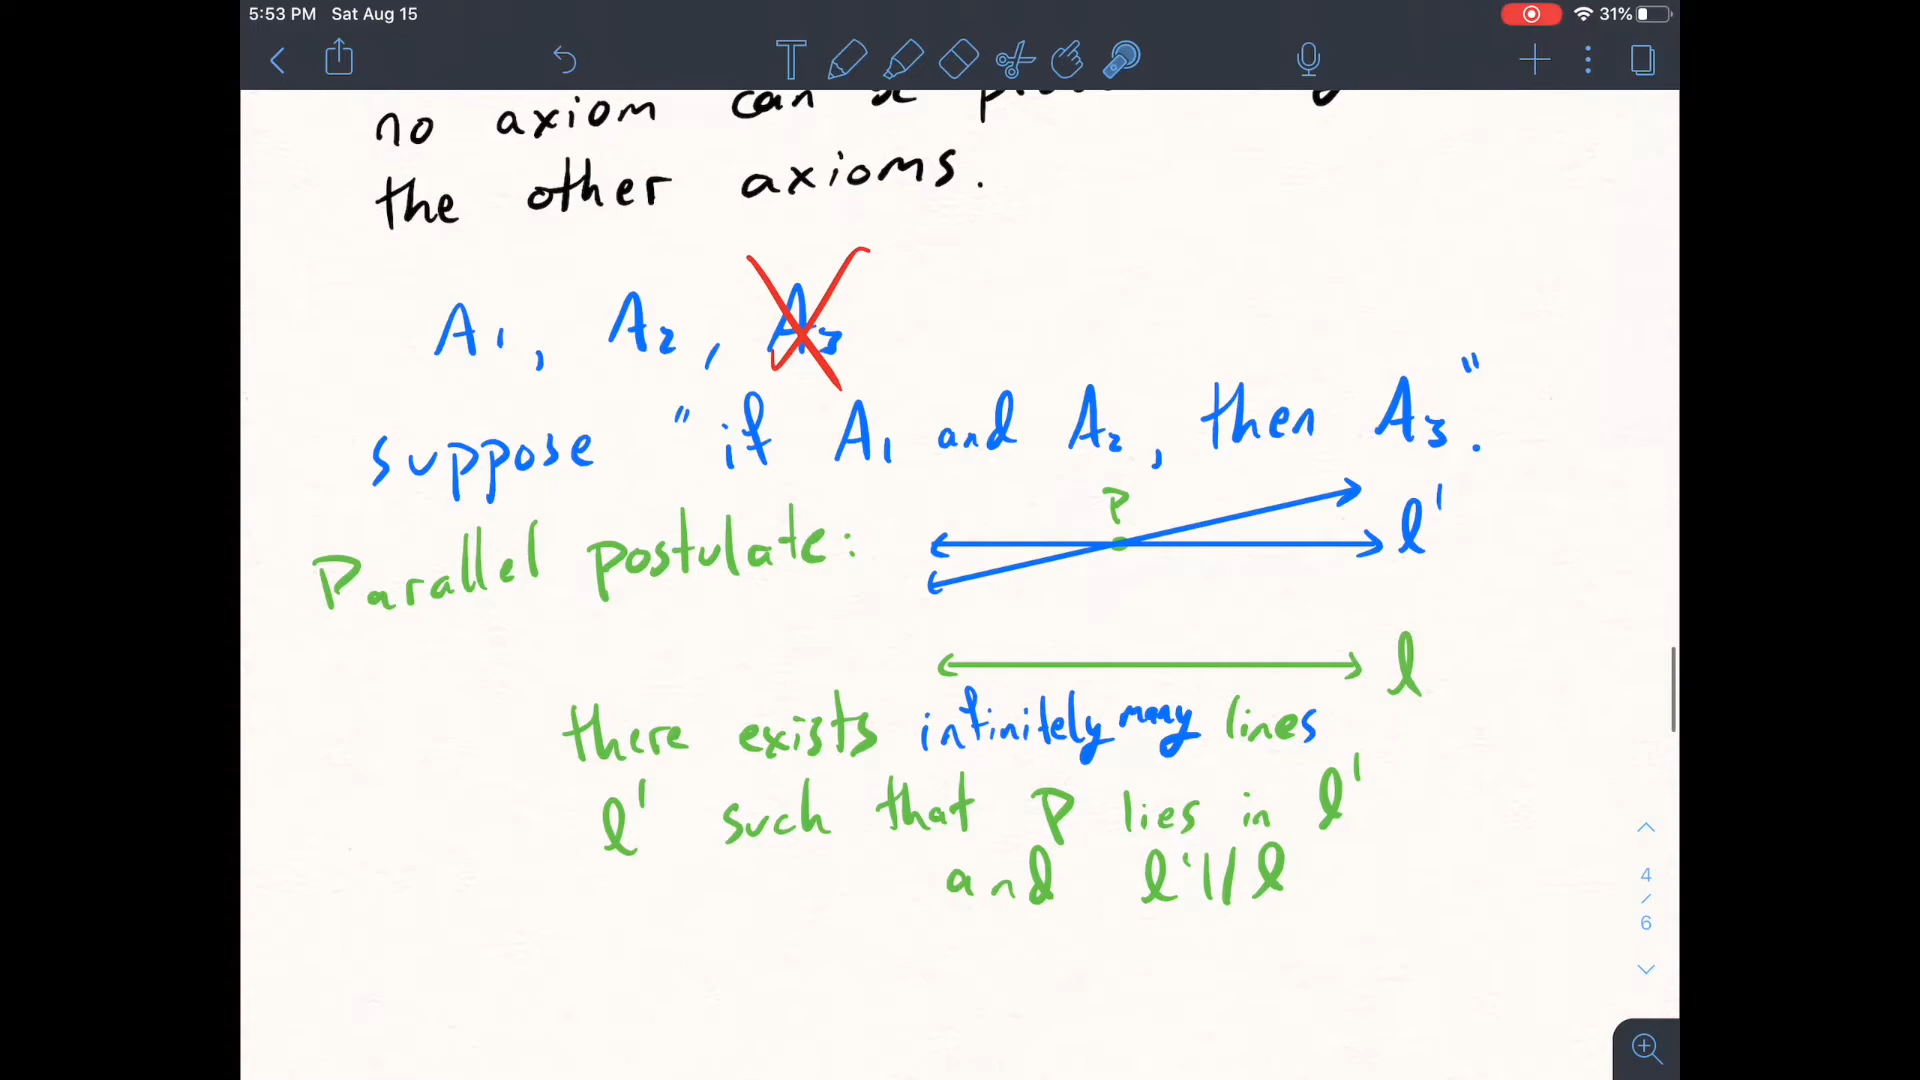 5:53 PM Sat Aug 15
31%
no axiom can
the other axioms.
A1, A2, A3
suppose "if A1 and A2, then A3."
Parallel postulate:
P
l'
l
there exists infinitely many lines
l' such that P lies in l'
and l' // l
4
/
6